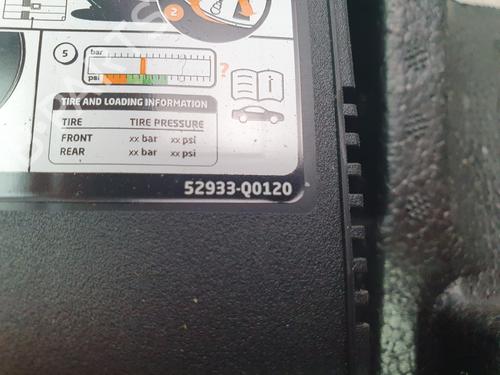 2
5
bar
psi
?
i
TIRE AND LOADING INFORMATION
TIRE TIRE PRESSURE
FRONT xx bar xx psi
REAR xx bar xx psi
52933-Q0120